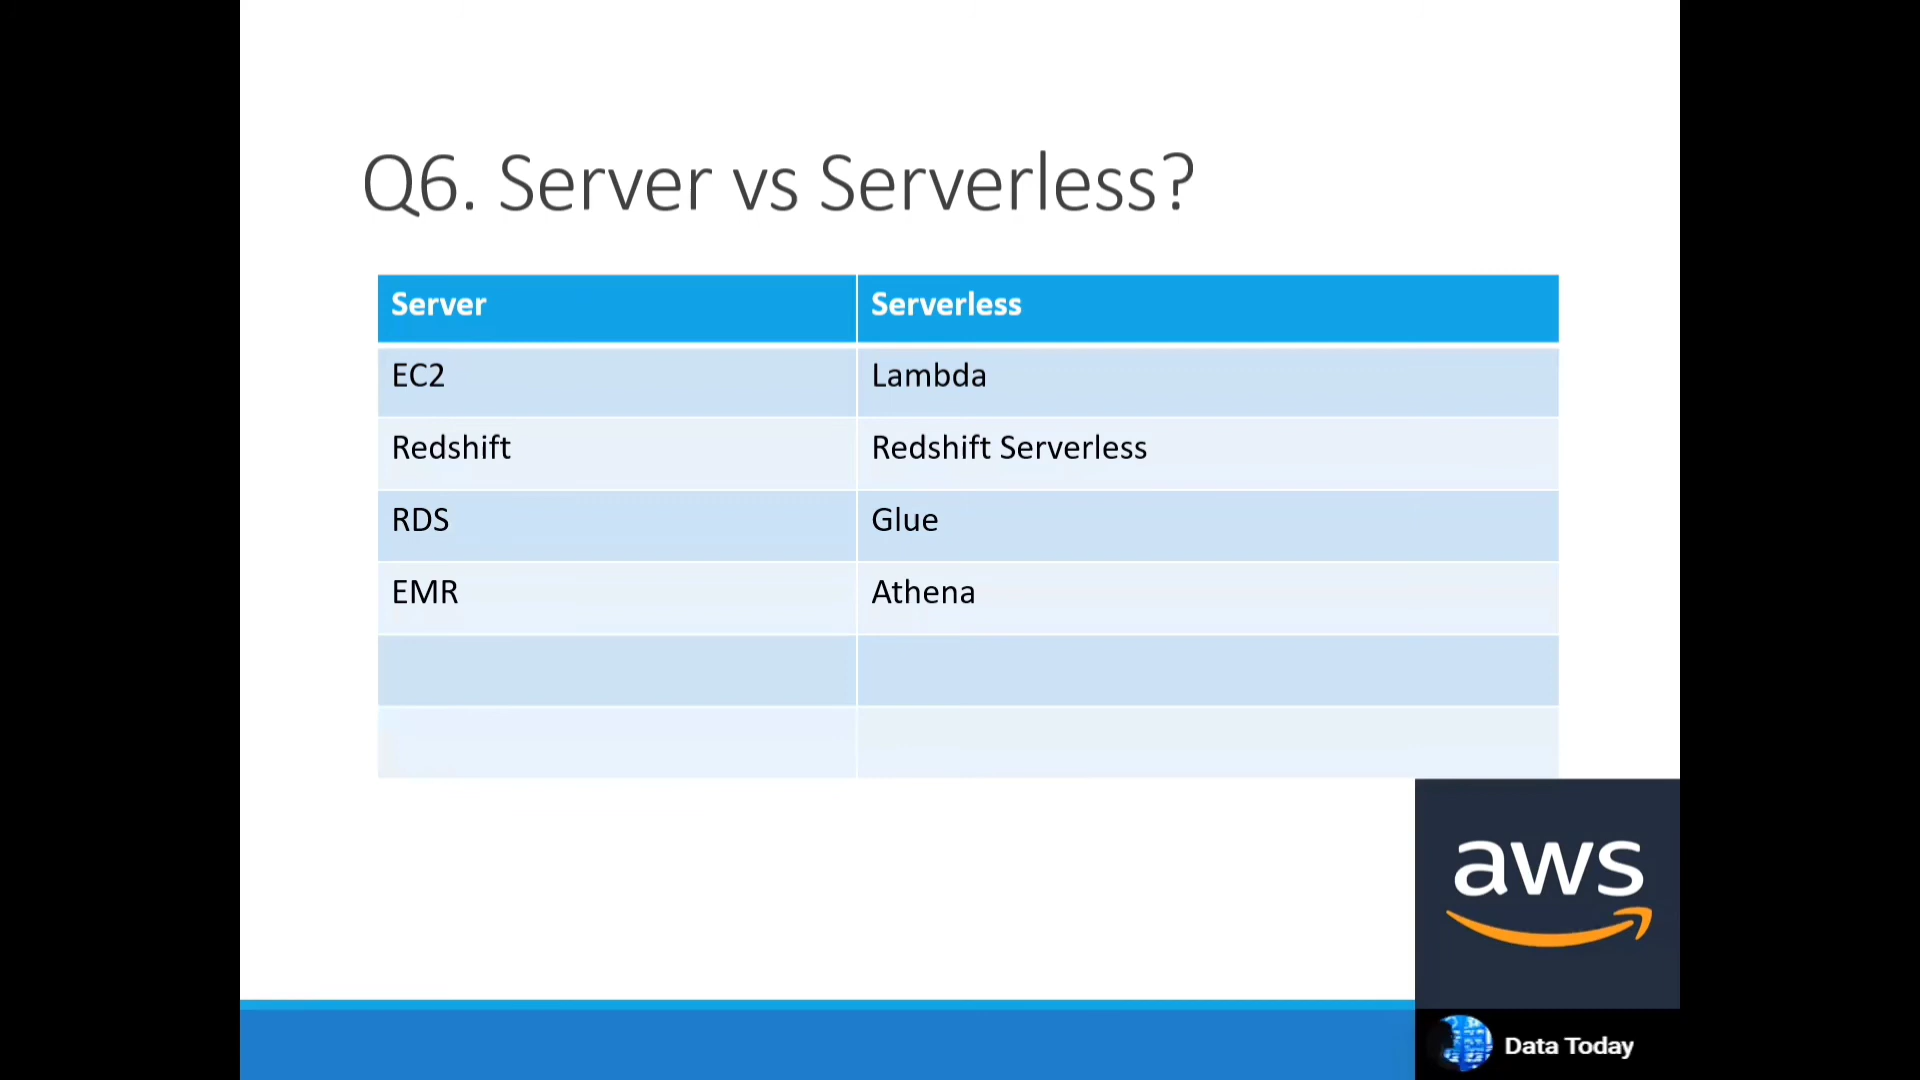 Q6. Server vs Serverless?
Server Serverless
EC2 Lambda
Redshift Redshift Serverless
RDS Glue
EMR Athena
aws
Data Today